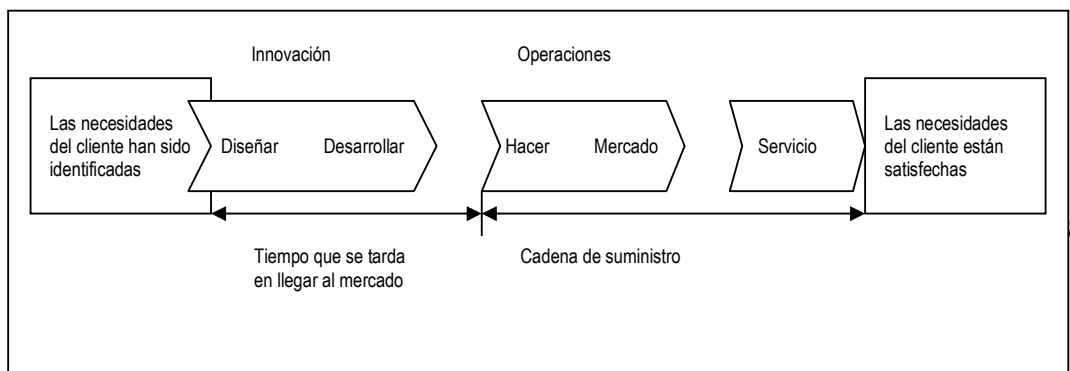 Innovación
Operaciones
Las necesidades
del cliente han sido
identificadas
Diseñar
Desarrollar
Hacer
Mercado
Servicio
Las necesidades
del cliente están
satisfechas
Tiempo que se tarda
en llegar al mercado
Cadena de suministro